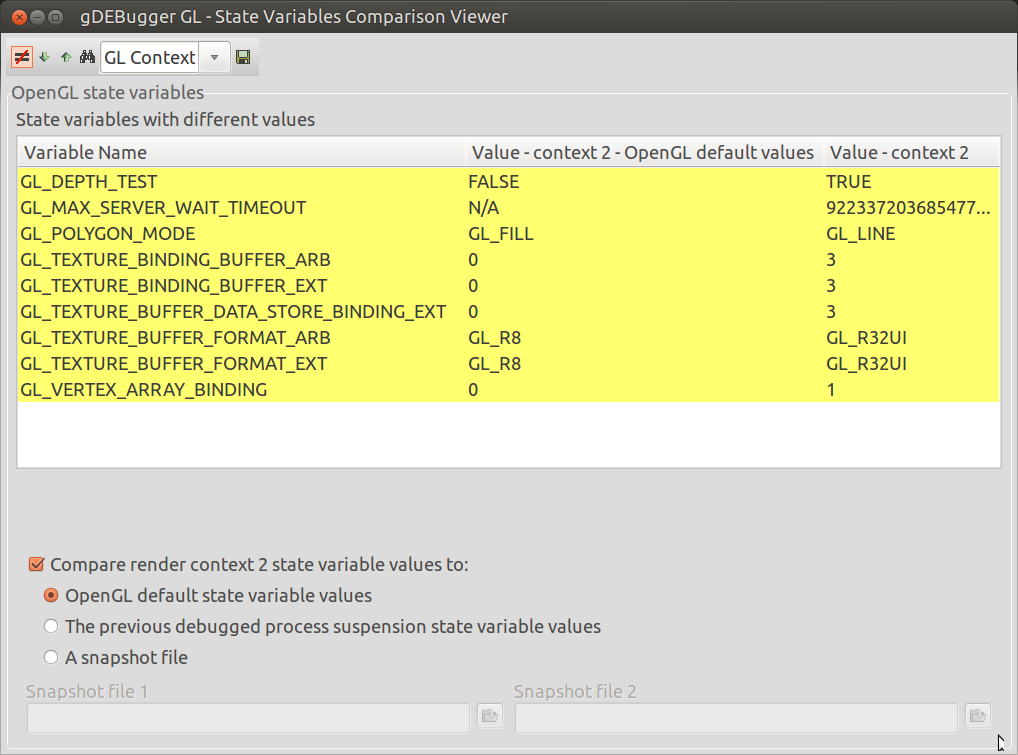 gDEBugger GL - State Variables Comparison Viewer
GL Context
OpenGL state variables
State variables with different values
Variable Name Value - context 2 - OpenGL default values Value - context 2
GL_DEPTH_TEST FALSE TRUE
GL_MAX_SERVER_WAIT_TIMEOUT N/A 922337203685477...
GL_POLYGON_MODE GL_FILL GL_LINE
GL_TEXTURE_BINDING_BUFFER_ARB 0 3
GL_TEXTURE_BINDING_BUFFER_EXT 0 3
GL_TEXTURE_BUFFER_DATA_STORE_BINDING_EXT 0 3
GL_TEXTURE_BUFFER_FORMAT_ARB GL_R8 GL_R32UI
GL_TEXTURE_BUFFER_FORMAT_EXT GL_R8 GL_R32UI
GL_VERTEX_ARRAY_BINDING 0 1
Compare render context 2 state variable values to:
OpenGL default state variable values
The previous debugged process suspension state variable values
A snapshot file
Snapshot file 1 Snapshot file 2